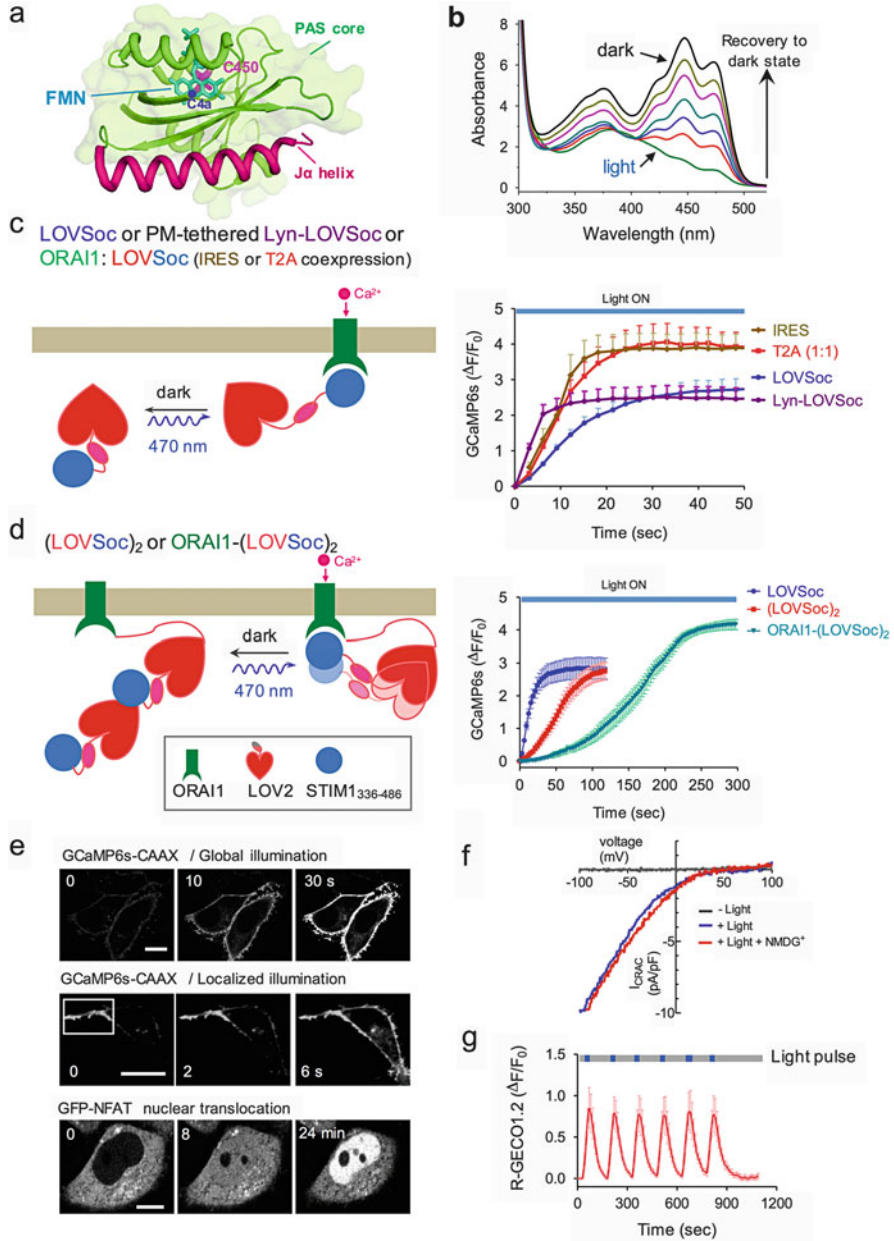 a
PAS core
C450
FMN
C4a
Jα helix
b
Absorbance
8
6
4
2
0
dark
light
Recovery to
dark state
300 350 400 450 500
Wavelength (nm)
c
LOVSoc or PM-tethered Lyn-LOVSoc or
ORAI1: LOVSoc (IRES or T2A coexpression)
Ca²⁺
dark
470 nm
Light ON
GCaMP6s (ΔF/F₀)
5
4
3
2
1
0
IRES
T2A (1:1)
LOVSoc
Lyn-LOVSoc
0 10 20 30 40 50
Time (sec)
d
(LOVSoc)₂ or ORAI1-(LOVSoc)₂
Ca²⁺
dark
470 nm
ORAI1 LOV2 STIM1₃₃₆₋₄₈₆
Light ON
GCaMP6s (ΔF/F₀)
5
4
3
2
1
0
LOVSoc
(LOVSoc)₂
ORAI1-(LOVSoc)₂
0 60 120 180 240 300
Time (sec)
e
GCaMP6s-CAAX / Global illumination
0 10 30 s
GCaMP6s-CAAX / Localized illumination
0 2 6 s
GFP-NFAT nuclear translocation
0 8 24 min
f
voltage
(mV)
-100 -50 50 100
- Light
+ Light
+ Light + NMDG⁺
-5
-10
I_CRAC
(pA/pF)
g
R-GECO1.2 (ΔF/F₀)
1.5
1.0
0.5
0.0
Light pulse
0 300 600 900 1200
Time (sec)